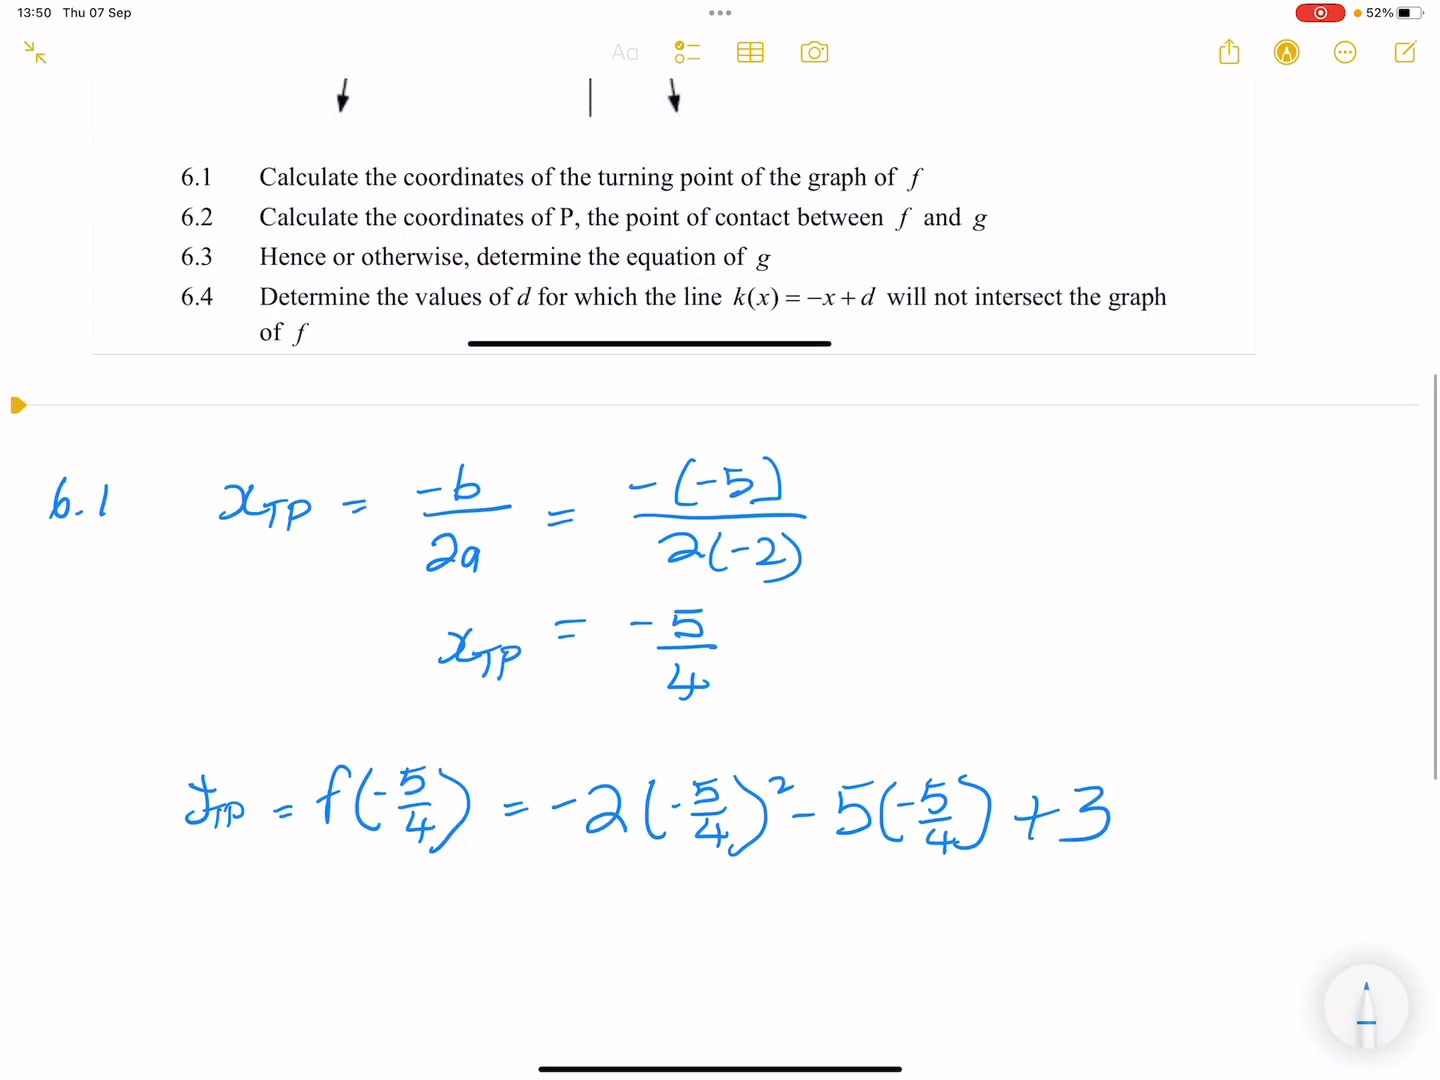 13:50 Thu 07 Sep
52%
Aa
6.1 Calculate the coordinates of the turning point of the graph of f
6.2 Calculate the coordinates of P, the point of contact between f and g
6.3 Hence or otherwise, determine the equation of g
6.4 Determine the values of d for which the line k(x) = −x + d will not intersect the graph
of f
6.1 x_TP = -b/2a = -(-5)/2(-2)
x_TP = -5/4
y_TP = f(-5/4) = -2(-5/4)² - 5(-5/4) + 3